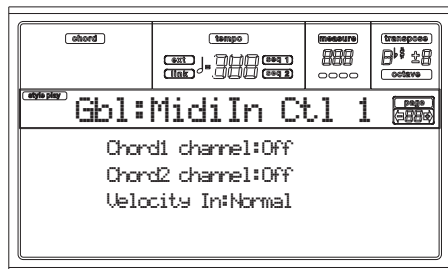 chord tempo measure transpose
ext seq 1
link seq 2
octave
style play page
Gbl:MidiIn Ctl 1
Chord1 channel:Off
Chord2 channel:Off
Velocity In:Normal